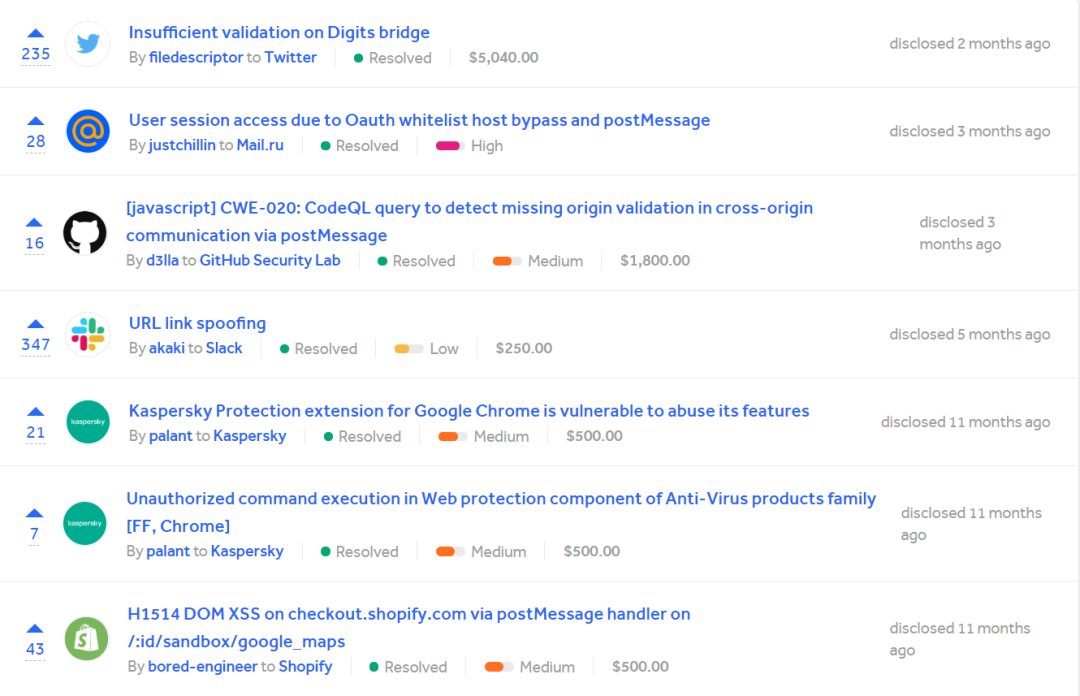 Insufficient validation on Digits bridge
235
By filedescriptor to Twitter Resolved $5,040.00
disclosed 2 months ago
User session access due to Oauth whitelist host bypass and postMessage
28
By justchillin to Mail.ru Resolved High
disclosed 3 months ago
[javascript] CWE-020: CodeQL query to detect missing origin validation in cross-origin
communication via postMessage
16
By d3lla to GitHub Security Lab Resolved Medium $1,800.00
disclosed 3
months ago
URL link spoofing
347
By akaki to Slack Resolved Low $250.00
disclosed 5 months ago
Kaspersky Protection extension for Google Chrome is vulnerable to abuse its features
21
kaspersky
By palant to Kaspersky Resolved Medium $500.00
disclosed 11 months ago
Unauthorized command execution in Web protection component of Anti-Virus products family
[FF, Chrome]
7
kaspersky
By palant to Kaspersky Resolved Medium $500.00
disclosed 11 months
ago
H1514 DOM XSS on checkout.shopify.com via postMessage handler on
/:id/sandbox/google_maps
43
By bored-engineer to Shopify Resolved Medium $500.00
disclosed 11 months
ago